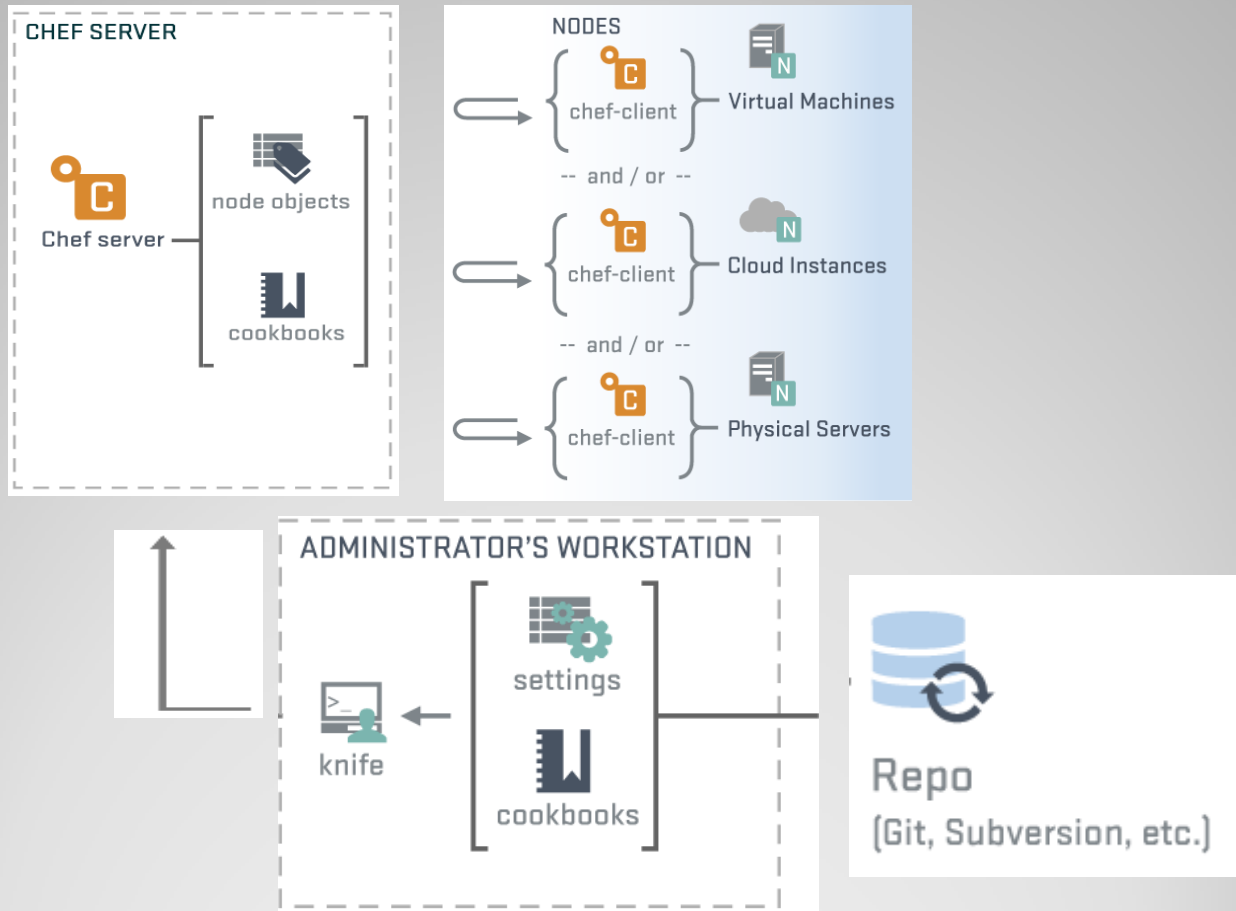 CHEF SERVER
C
Chef server
node objects
cookbooks
NODES
C
chef-client
N
Virtual Machines
-- and / or --
C
chef-client
N
Cloud Instances
-- and / or --
C
chef-client
N
Physical Servers
ADMINISTRATOR'S WORKSTATION
>_
knife
settings
cookbooks
Repo
(Git, Subversion, etc.)